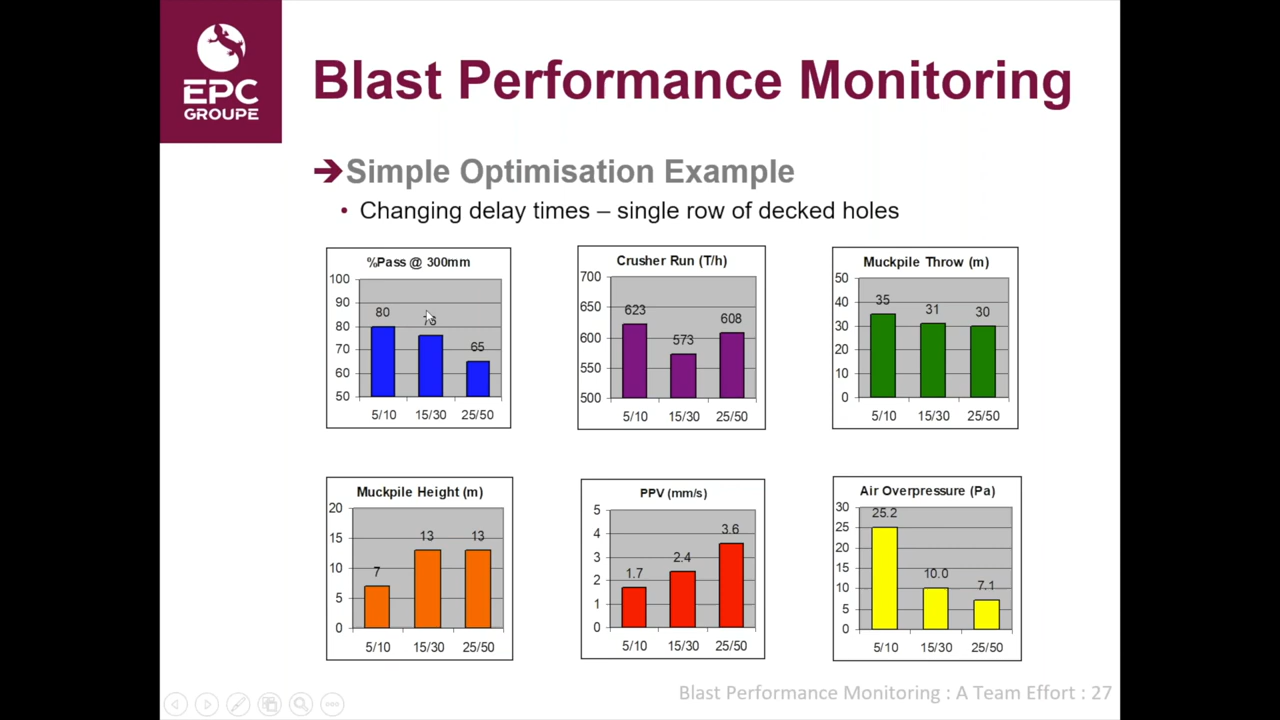 EPC
GROUPE
Blast Performance Monitoring
Simple Optimisation Example
• Changing delay times – single row of decked holes
%Pass @ 300mm
100
90
80
70
60
50
80
65
5/10 15/30 25/50
Crusher Run (T/h)
700
650
600
550
500
623
573
608
5/10 15/30 25/50
Muckpile Throw (m)
50
40
30
20
10
0
35
31
30
5/10 15/30 25/50
Muckpile Height (m)
20
15
10
5
0
7
13
13
5/10 15/30 25/50
PPV (mm/s)
5
4
3
2
1
0
1.7
2.4
3.6
5/10 15/30 25/50
Air Overpressure (Pa)
30
25
20
15
10
5
0
25.2
10.0
7.1
5/10 15/30 25/50
Blast Performance Monitoring : A Team Effort : 27